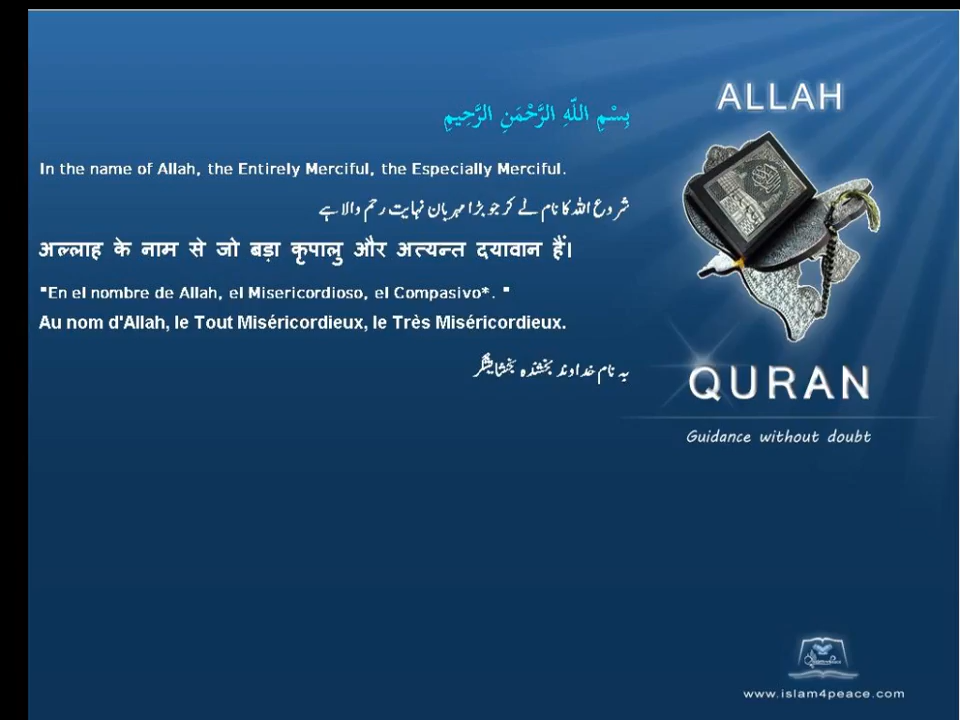 بِسْمِ اللَّهِ الرَّحْمَنِ الرَّحِيمِ
In the name of Allah, the Entirely Merciful, the Especially Merciful.
شروع اللہ کا نام لے کر جو بڑا مہربان نہایت رحم والا ہے
अल्लाह के नाम से जो बड़ा कृपालु और अत्यन्त दयावान हैं।
"En el nombre de Allah, el Misericordioso, el Compasivo*. "
Au nom d'Allah, le Tout Miséricordieux, le Très Miséricordieux.
به نام خداوند بخشنده بخشایشگر
ALLAH
QURAN
Guidance without doubt
www.islam4peace.com